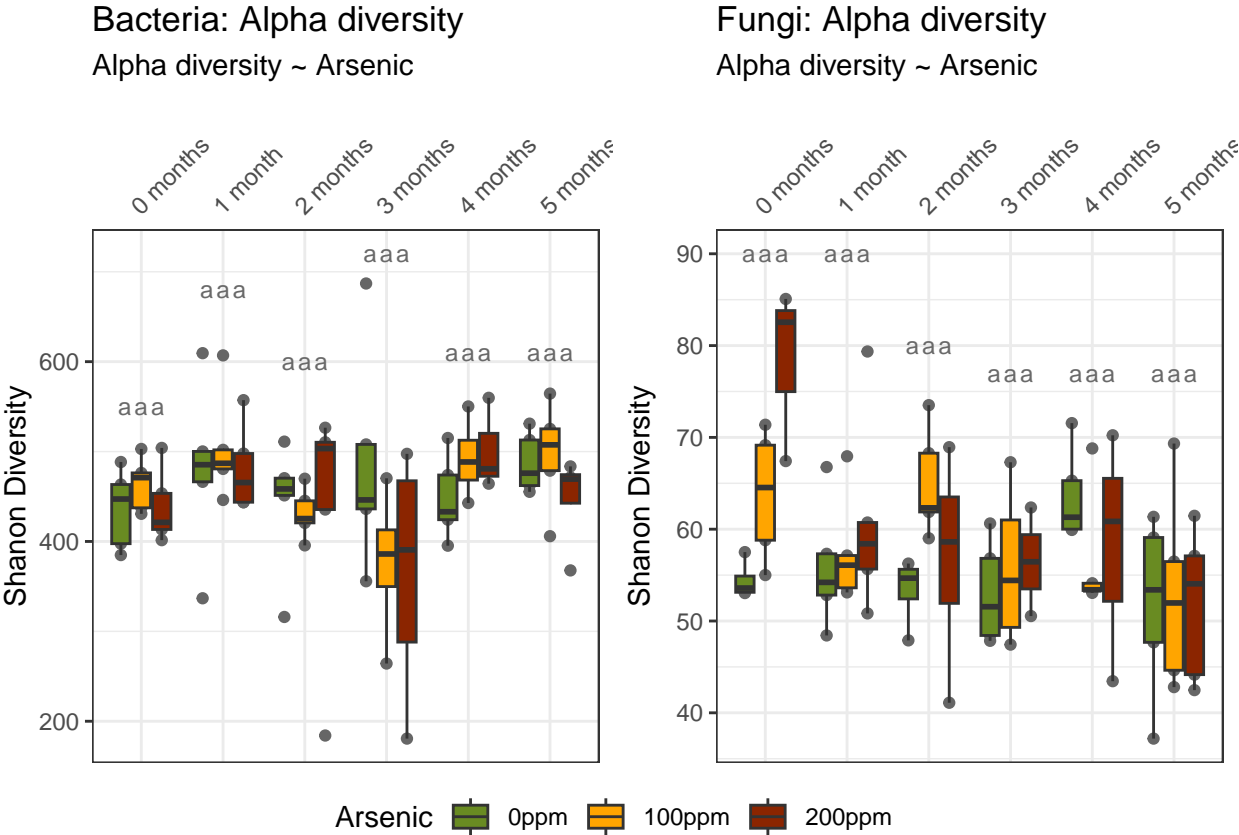 Bacteria: Alpha diversity
Alpha diversity ~ Arsenic
0 months
1 month
2 months
3 months
4 months
5 months
Shanon Diversity
600
400
200
aaa
aaa
aaa
aaa
aaa
aaa
Fungi: Alpha diversity
Alpha diversity ~ Arsenic
0 months
1 month
2 months
3 months
4 months
5 months
Shanon Diversity
90
80
70
60
50
40
aaa
aaa
aaa
aaa
aaa
aaa
Arsenic 0ppm 100ppm 200ppm